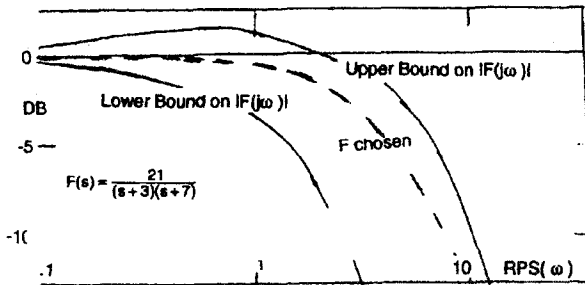 0
Upper Bound on |F(jω)|
Lower Bound on |F(jω)|
DB
F chosen
-5
F(s) = 21 / (s+3)(s+7)
-10
.1 1 10 RPS(ω)